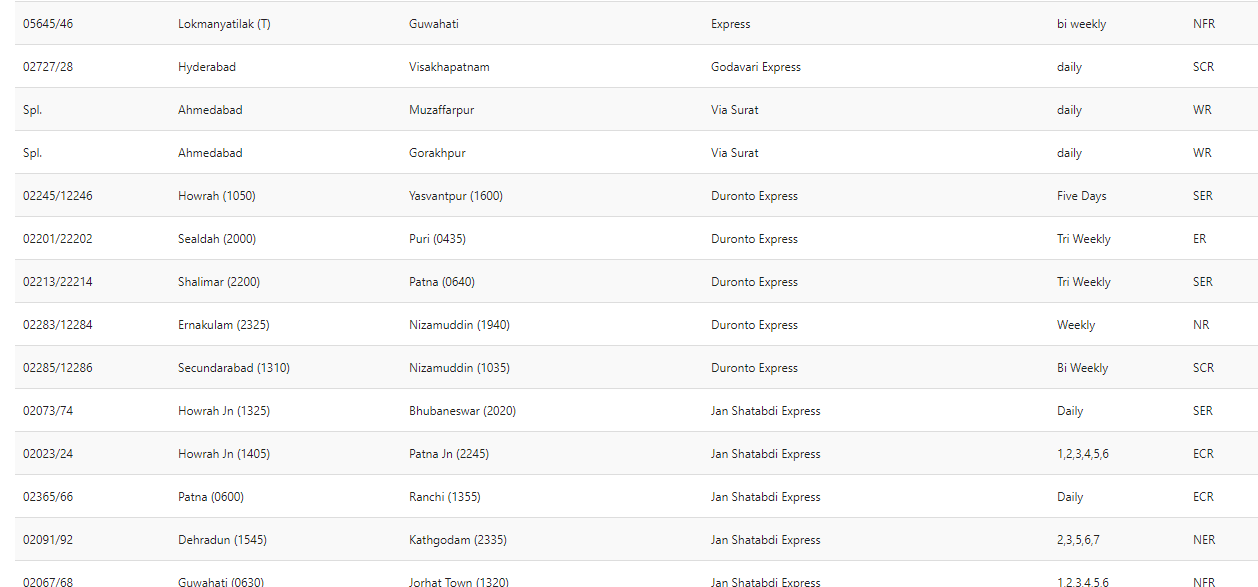 05645/46 Lokmanyatilak (T) Guwahati Express bi weekly NFR
02727/28 Hyderabad Visakhapatnam Godavari Express daily SCR
Spl. Ahmedabad Muzaffarpur Via Surat daily WR
Spl. Ahmedabad Gorakhpur Via Surat daily WR
02245/12246 Howrah (1050) Yasvantpur (1600) Duronto Express Five Days SER
02201/22202 Sealdah (2000) Puri (0435) Duronto Express Tri Weekly ER
02213/22214 Shalimar (2200) Patna (0640) Duronto Express Tri Weekly SER
02283/12284 Ernakulam (2325) Nizamuddin (1940) Duronto Express Weekly NR
02285/12286 Secundarabad (1310) Nizamuddin (1035) Duronto Express Bi Weekly SCR
02073/74 Howrah Jn (1325) Bhubaneswar (2020) Jan Shatabdi Express Daily SER
02023/24 Howrah Jn (1405) Patna Jn (2245) Jan Shatabdi Express 1,2,3,4,5,6 ECR
02365/66 Patna (0600) Ranchi (1355) Jan Shatabdi Express Daily ECR
02091/92 Dehradun (1545) Kathgodam (2335) Jan Shatabdi Express 2,3,5,6,7 NER
02067/68 Guwahati (0630) Jorhat Town (1320) Jan Shatabdi Express 1,2,3,4,5,6 NFR